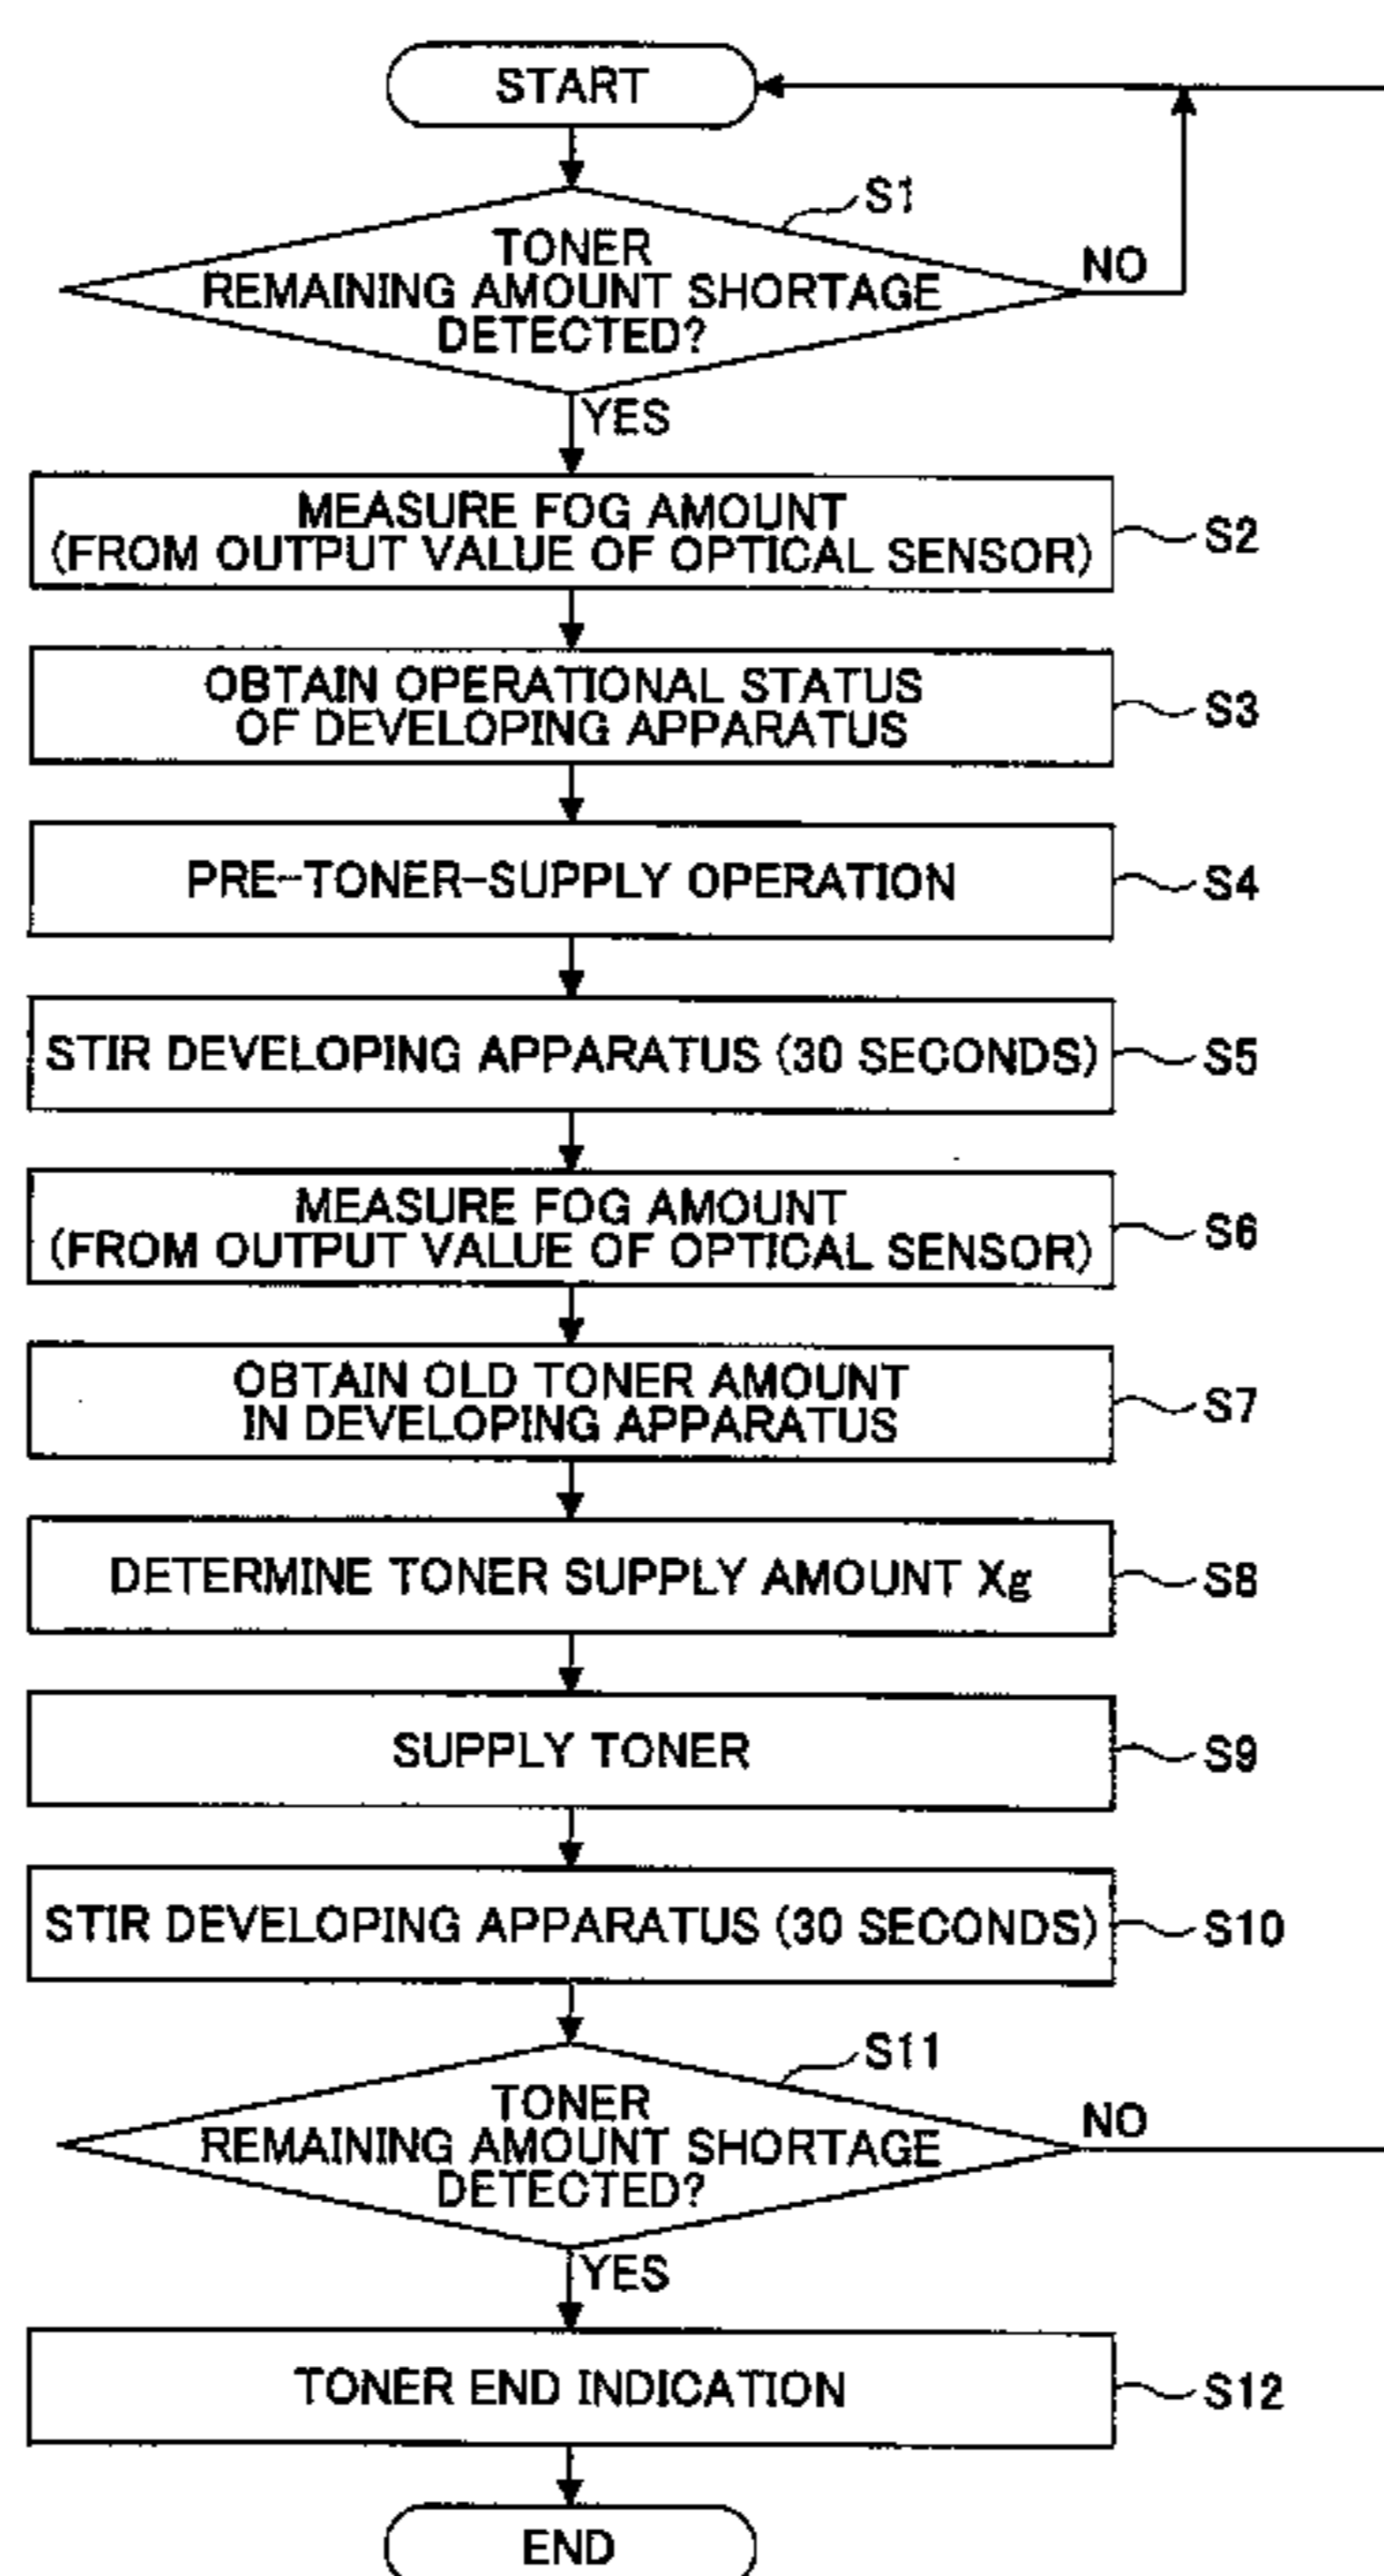 START
S1
TONER
REMAINING AMOUNT SHORTAGE
DETECTED?
NO
YES
MEASURE FOG AMOUNT
(FROM OUTPUT VALUE OF OPTICAL SENSOR)
S2
OBTAIN OPERATIONAL STATUS
OF DEVELOPING APPARATUS
S3
PRE-TONER-SUPPLY OPERATION
S4
STIR DEVELOPING APPARATUS (30 SECONDS)
S5
MEASURE FOG AMOUNT
(FROM OUTPUT VALUE OF OPTICAL SENSOR)
S6
OBTAIN OLD TONER AMOUNT
IN DEVELOPING APPARATUS
S7
DETERMINE TONER SUPPLY AMOUNT Xg
S8
SUPPLY TONER
S9
STIR DEVELOPING APPARATUS (30 SECONDS)
S10
S11
TONER
REMAINING AMOUNT SHORTAGE
DETECTED?
NO
YES
TONER END INDICATION
S12
END